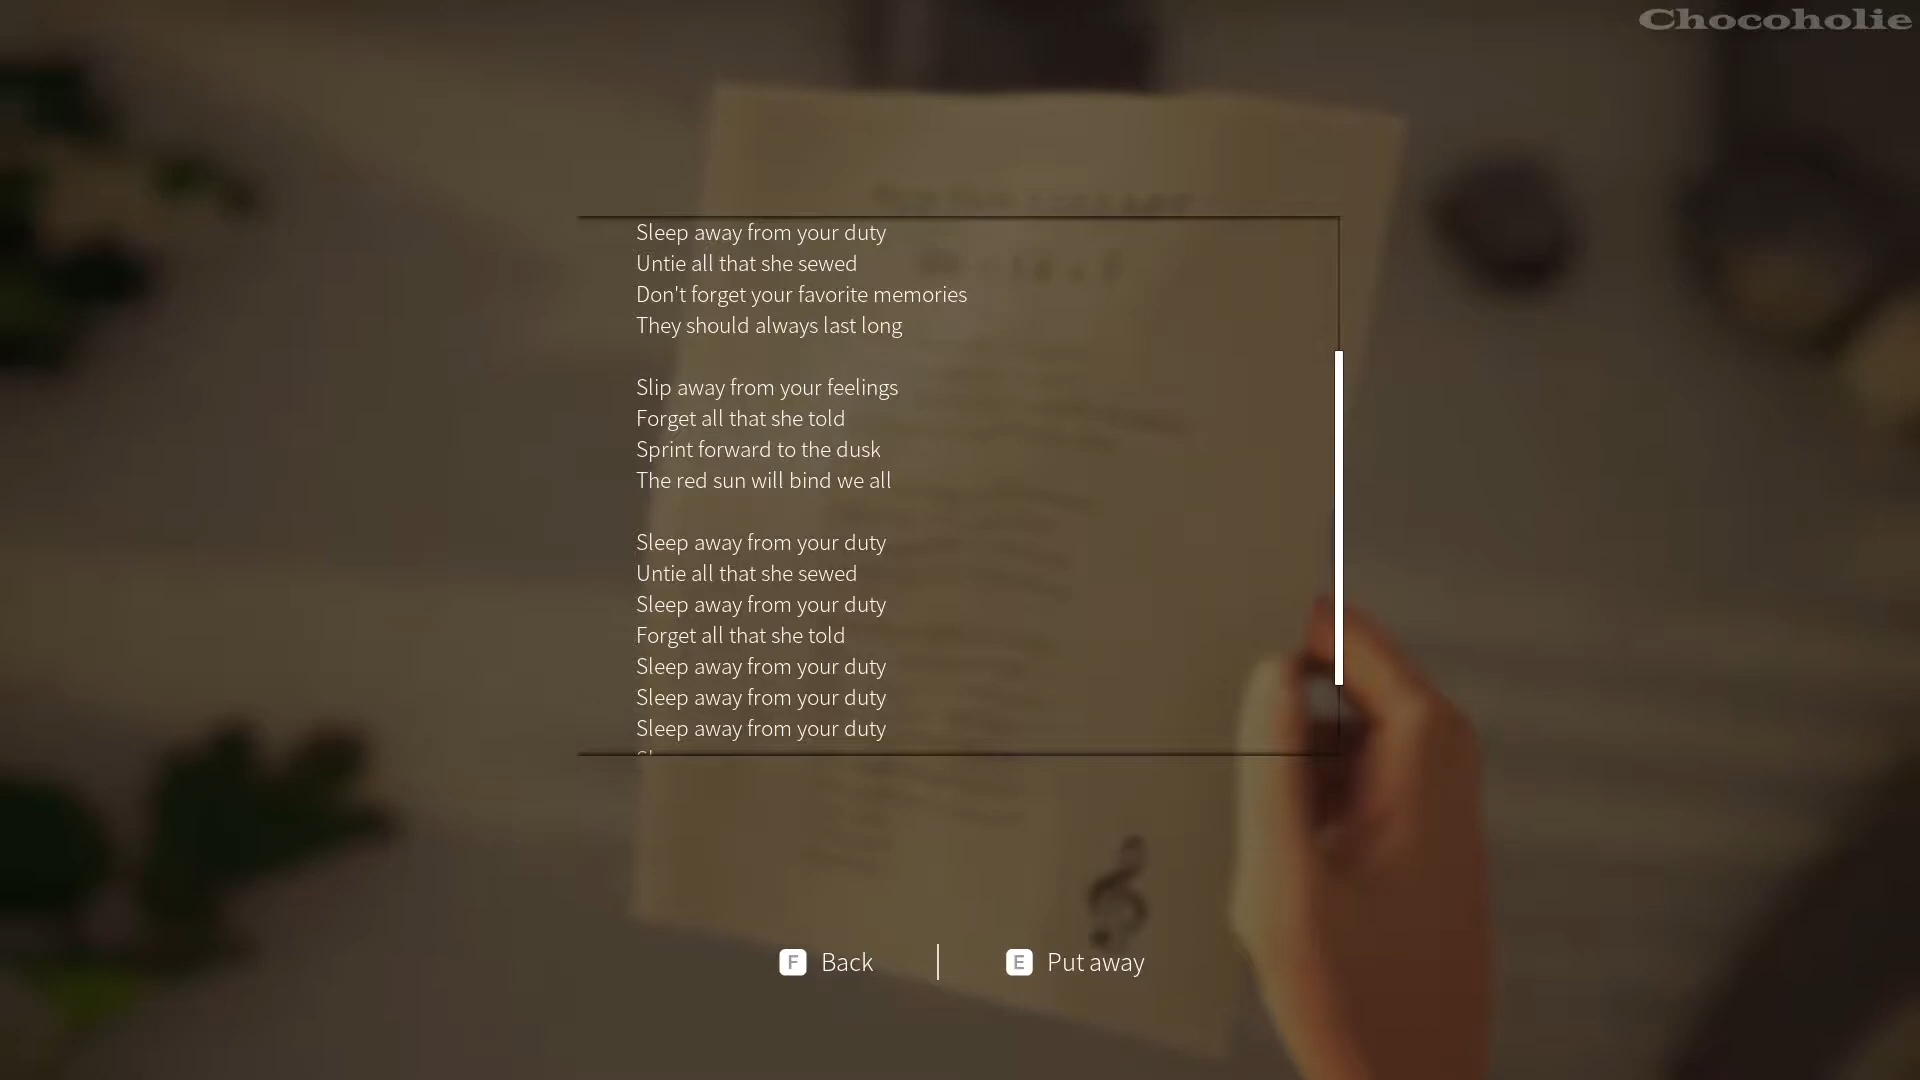 Chocoholie
Sleep away from your duty
Untie all that she sewed
Don't forget your favorite memories
They should always last long
Slip away from your feelings
Forget all that she told
Sprint forward to the dusk
The red sun will bind we all
Sleep away from your duty
Untie all that she sewed
Sleep away from your duty
Forget all that she told
Sleep away from your duty
Sleep away from your duty
Sleep away from your duty
F Back
E Put away